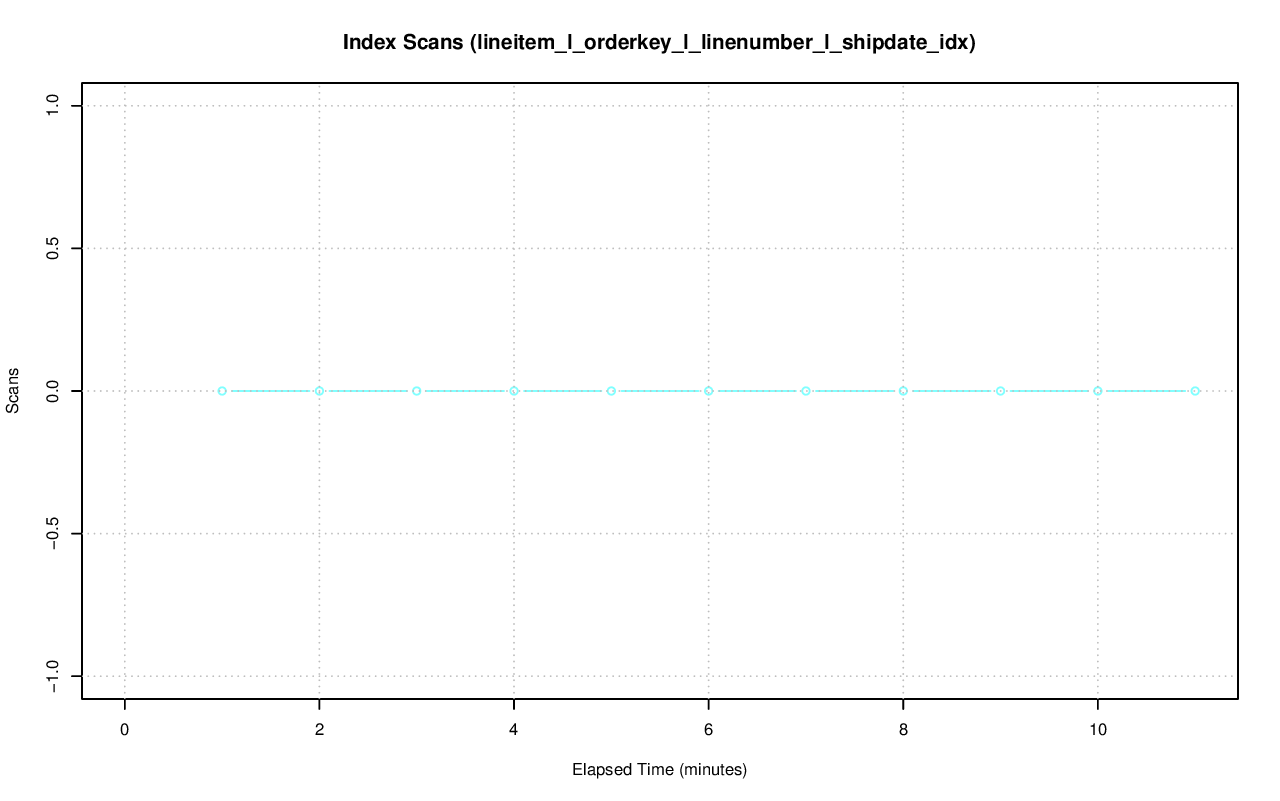 Index Scans (lineitem_l_orderkey_l_linenumber_l_shipdate_idx)
1.0
0.5
0.0
−0.5
−1.0
Scans
0 2 4 6 8 10
Elapsed Time (minutes)